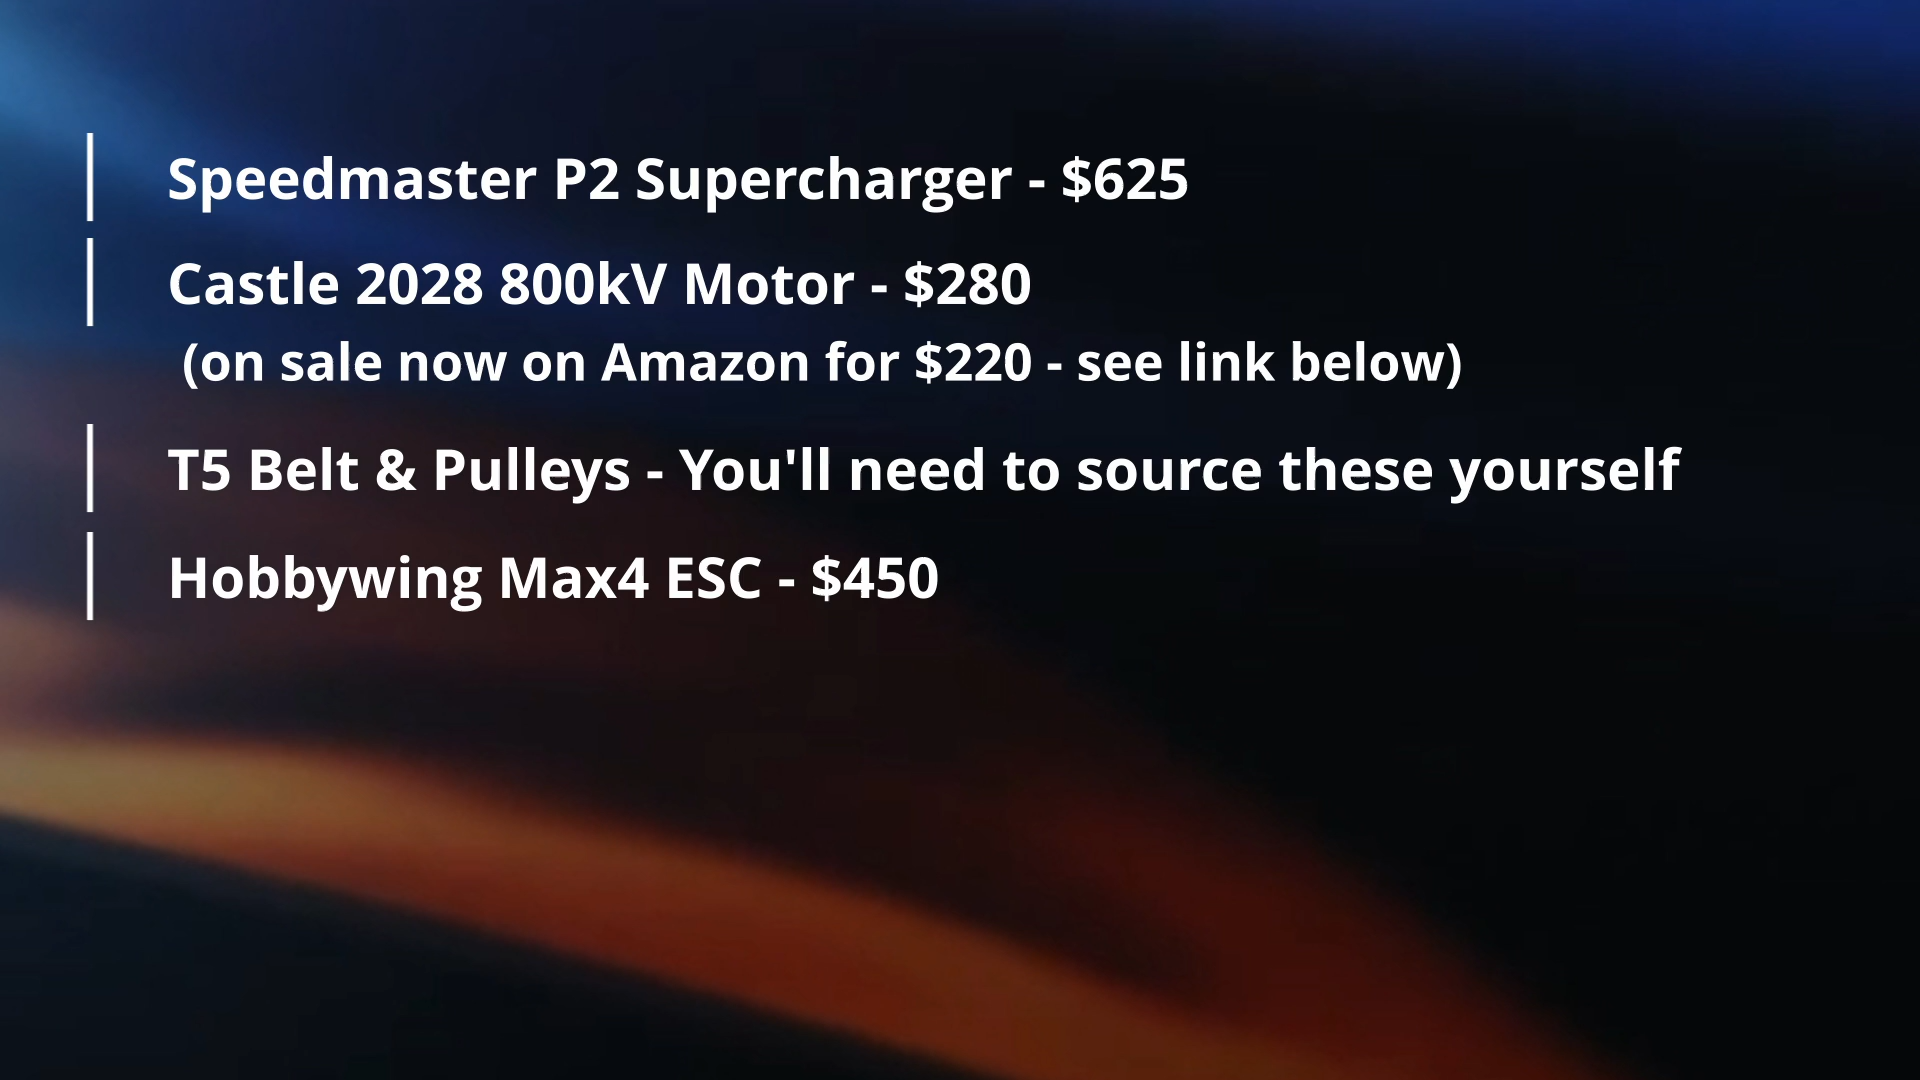 Speedmaster P2 Supercharger - $625
Castle 2028 800kV Motor - $280
(on sale now on Amazon for $220 - see link below)
T5 Belt & Pulleys - You'll need to source these yourself
Hobbywing Max4 ESC - $450